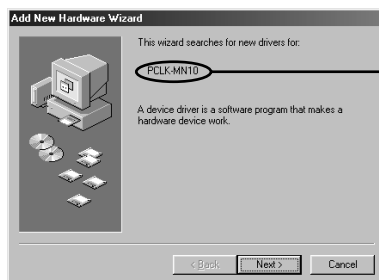 Add New Hardware Wizard
This wizard searches for new drivers for:
PCLK-MN10
A device driver is a software program that makes a
hardware device work.
< Back
Next >
Cancel